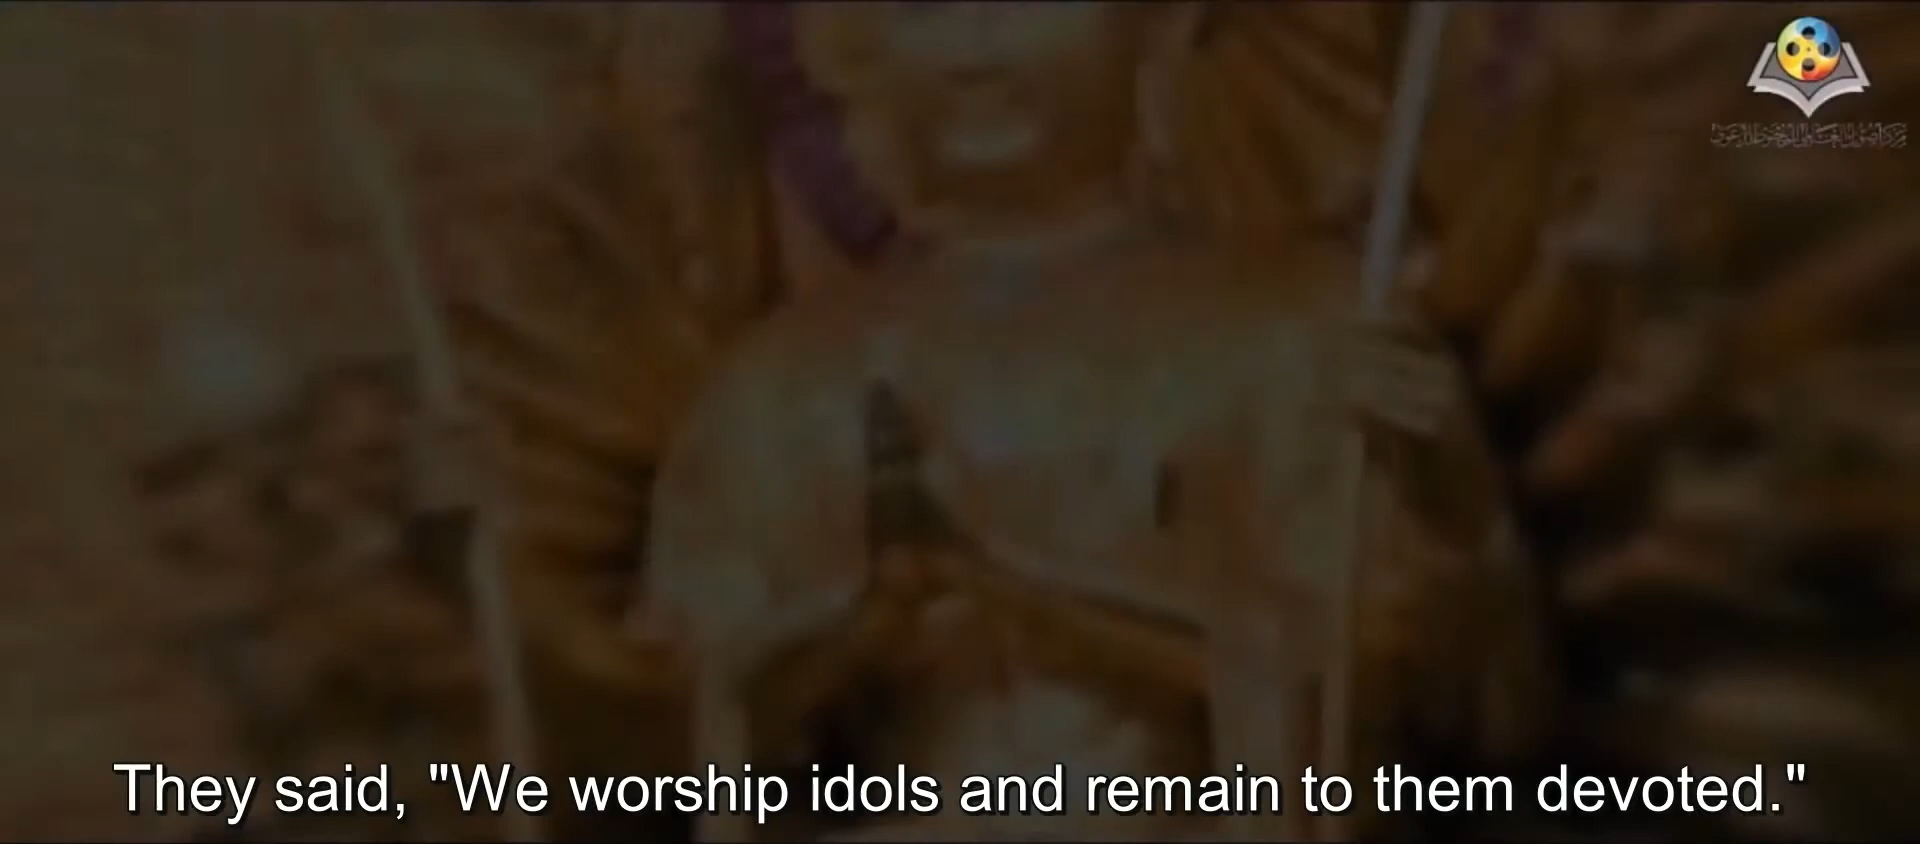 They said, "We worship idols and remain to them devoted."